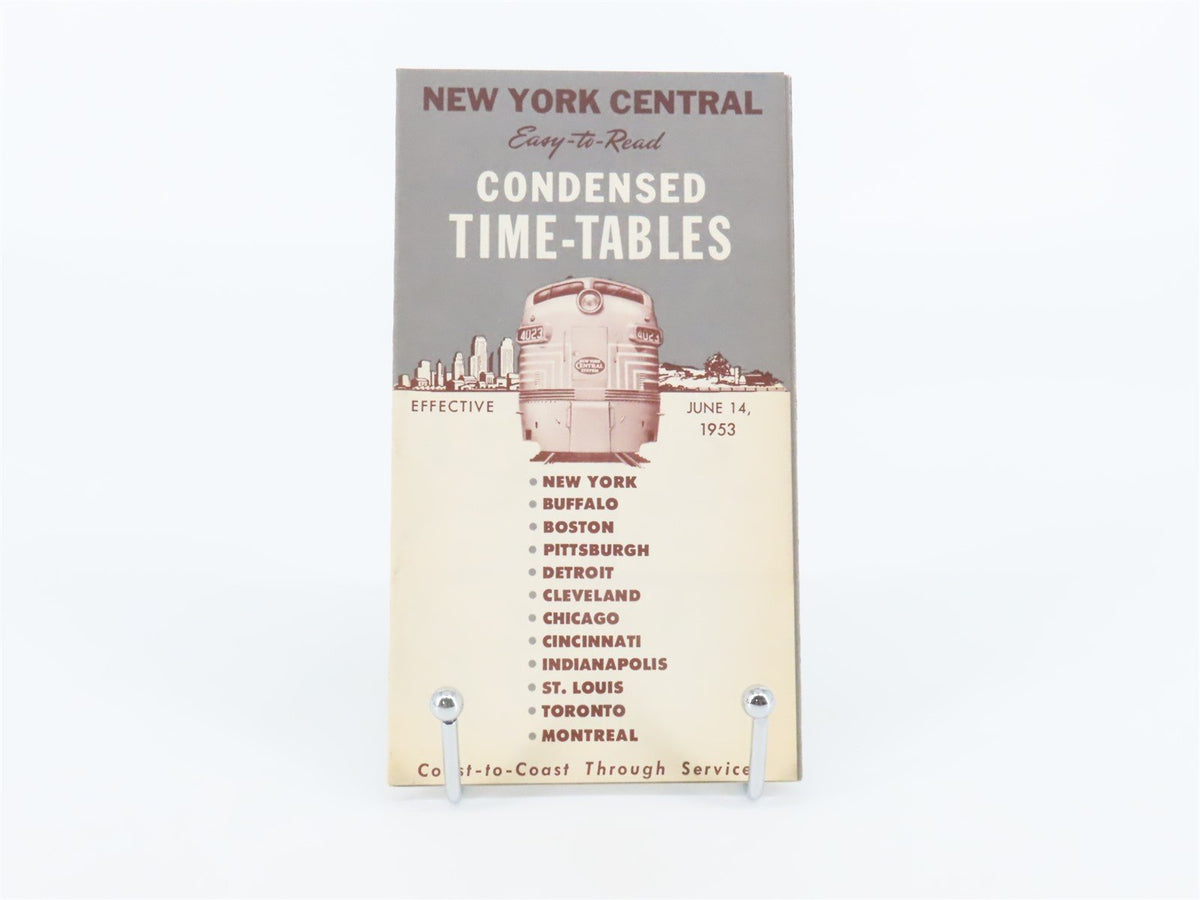 NEW YORK CENTRAL
Easy-to-Read
CONDENSED
TIME-TABLES
4023
4023
NEW YORK
CENTRAL
SYSTEM
EFFECTIVE
JUNE 14,
1953
NEW YORK
BUFFALO
BOSTON
PITTSBURGH
DETROIT
CLEVELAND
CHICAGO
CINCINNATI
INDIANAPOLIS
ST. LOUIS
TORONTO
MONTREAL
Coast-to-Coast Through Service